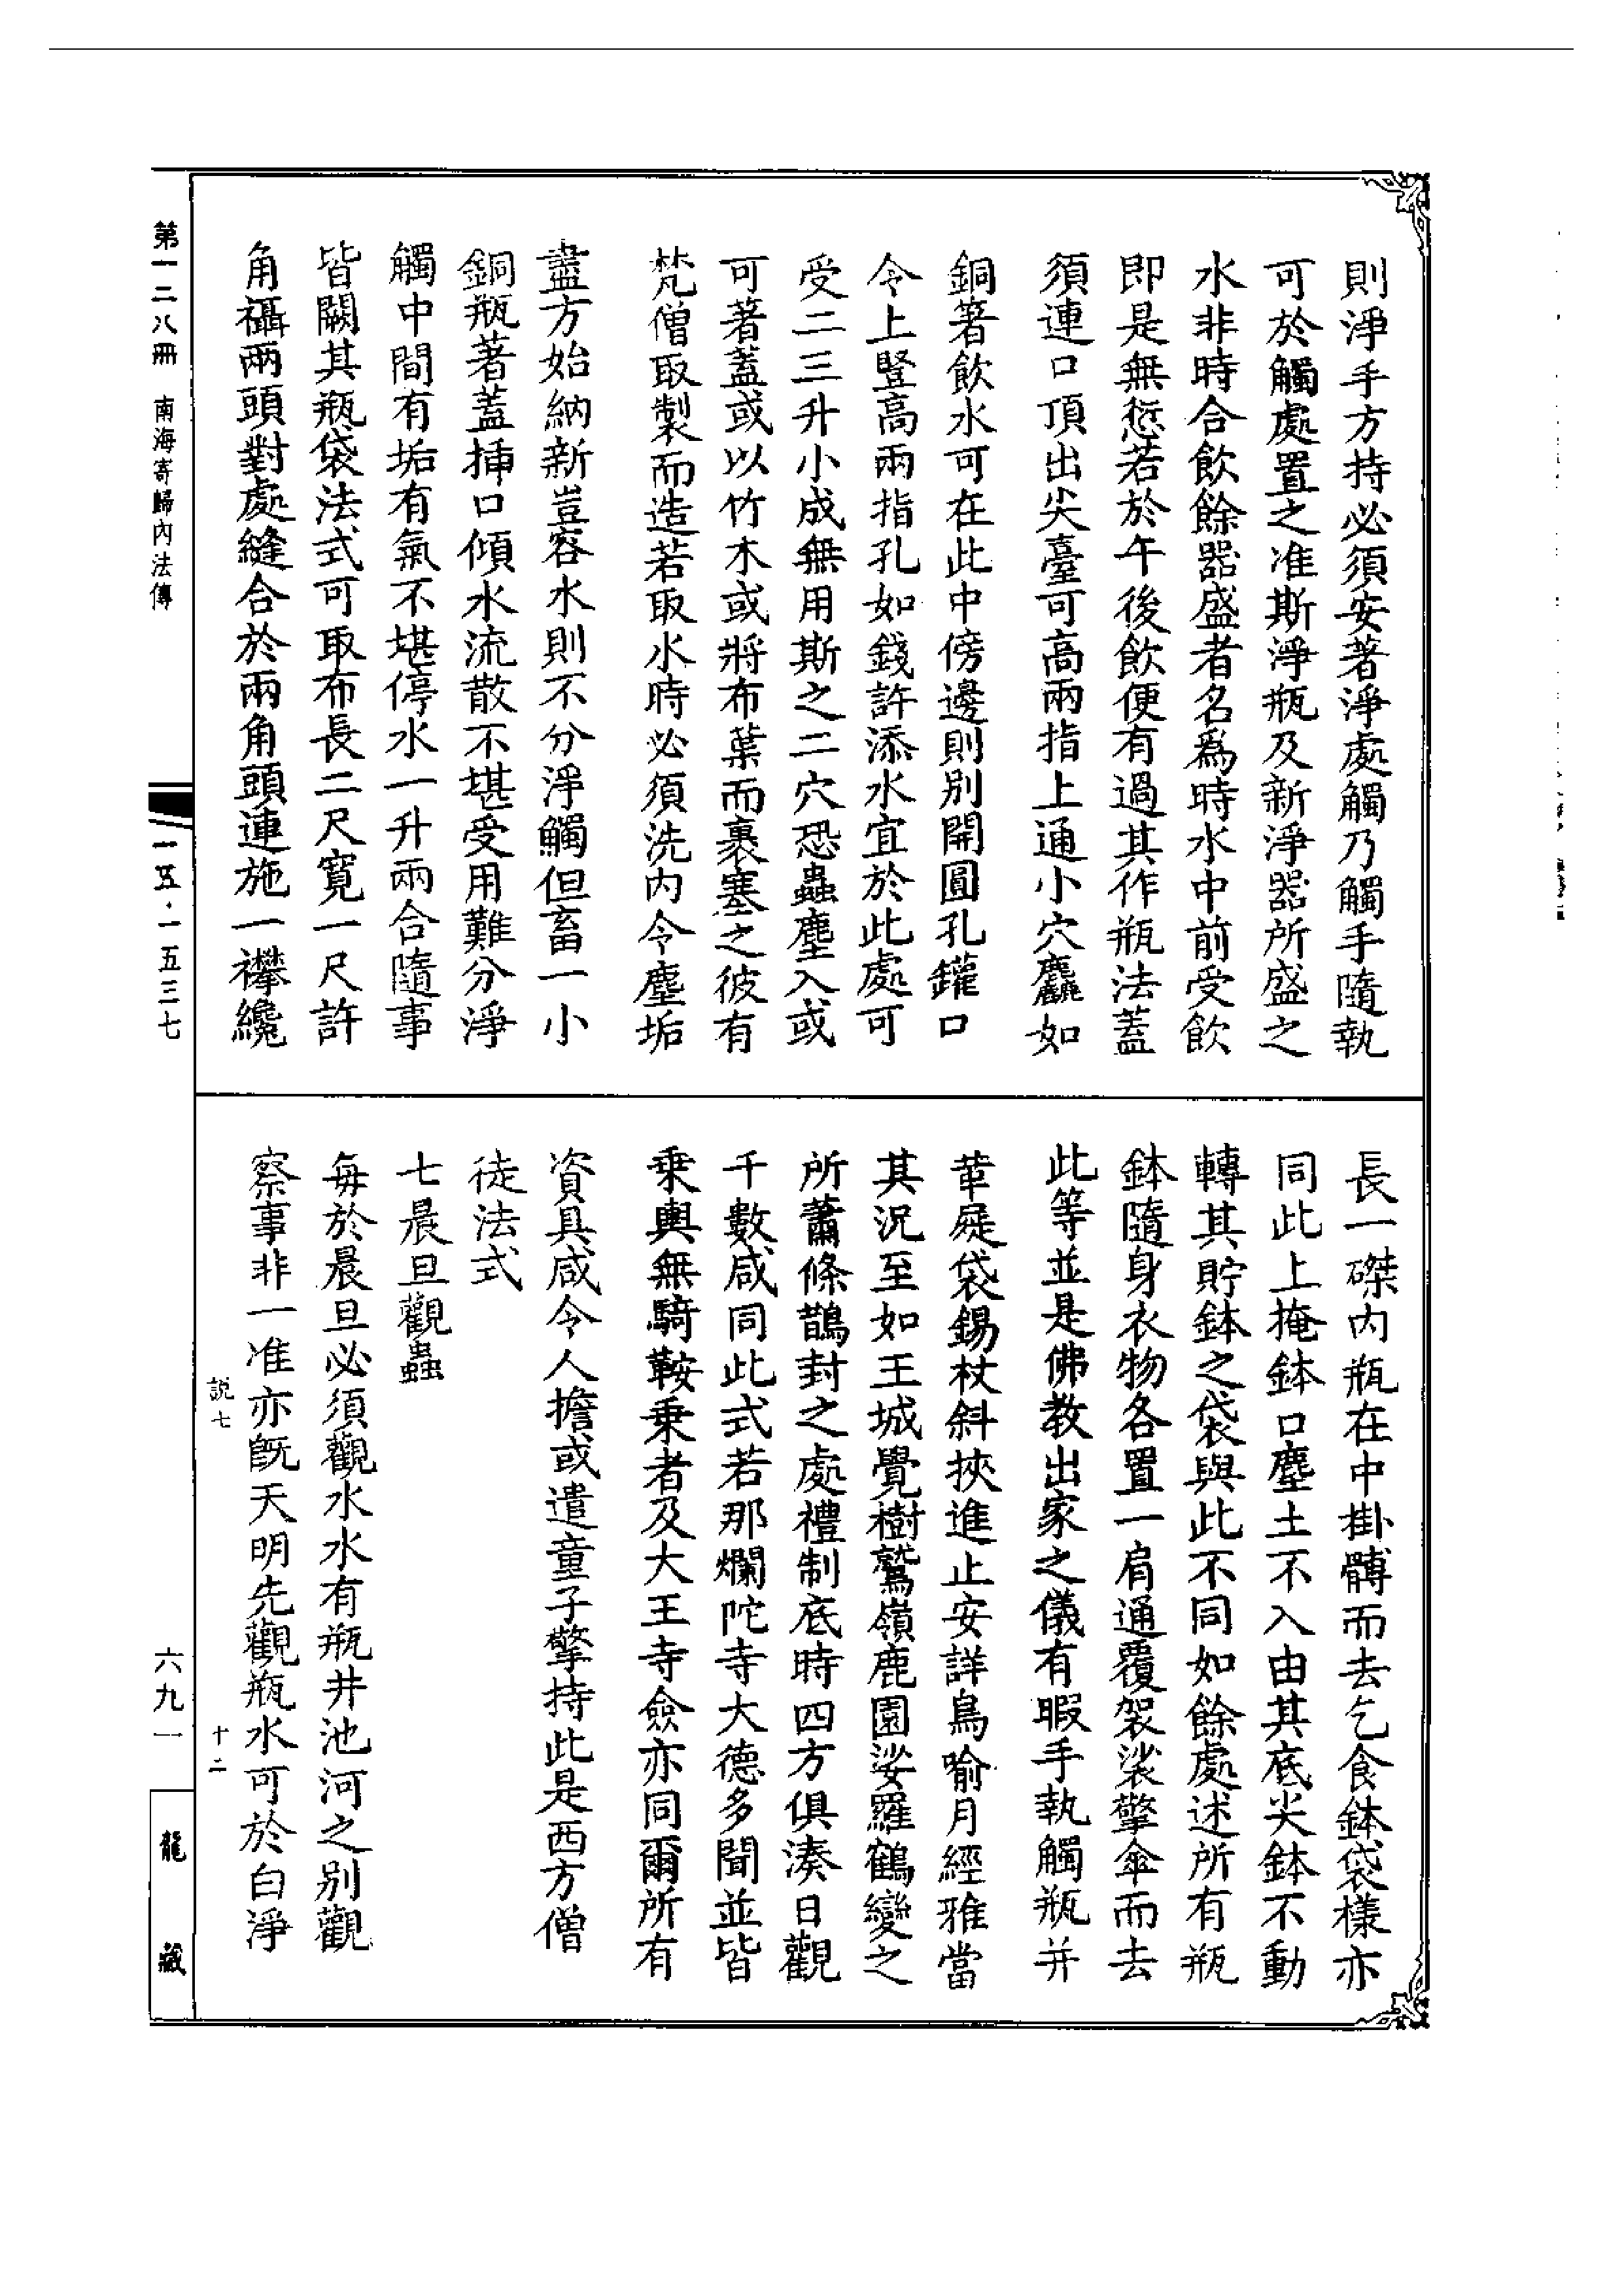 則淨手方持必須安著淨處觸乃觸手隨執
可於觸處置之准斯淨瓶及新淨器所盛之
水非時合飲餘器盛者名爲時水中前受飲
即是無愆若於午後飲便有過其作瓶法蓋
須連口頂出尖臺可高兩指上通小穴麤如
銅箸飲水可在此中傍邊則別開圓孔鑵口
令上豎高兩指孔如錢許添水宜於此處可
受二三升小成無用斯之二穴恐蟲塵入或
可著蓋或以竹木或將布葉而裹塞之彼有
梵僧取製而造若取水時必須洗內令塵垢
盡方始納新豈容水則不分淨觸但畜一小
銅瓶著蓋揷口傾水流散不堪受用難分淨
觸中間有垢有氣不堪停水一升兩合隨事
皆闕其瓶袋法式可取布長二尺寬一尺許
角襵兩頭對處縫合於兩角頭連施一襻纔
長一磔內瓶在中掛髆而去乞食鉢袋樣亦
同此上掩鉢口塵土不入由其底尖鉢不動
轉其貯鉢之袋與此不同如餘處述所有瓶
鉢隨身衣物各置一肩通覆袈裟擎傘而去
此等並是佛教出家之儀有暇手執觸瓶并
革屣袋錫杖斜挾進止安詳鳥喻月經雅當
其況至如王城覺樹鷲嶺鹿園娑羅鶴變之
所蕭條鵲封之處禮制底時四方俱湊日觀
千數咸同此式若那爛陀寺大德多聞並皆
乗輿無騎鞍乗者及大王寺僉亦同爾所有
資具咸令人擔或遣童子擎持此是西方僧
徒法式
七晨旦觀蟲
每於晨旦必須觀水水有瓶井池河之別觀
察事非一准亦既天明先觀瓶水可於白淨
說七
十二
第一二八冊 南海寄歸內法傳
一五·一五三七
六九一
龍藏